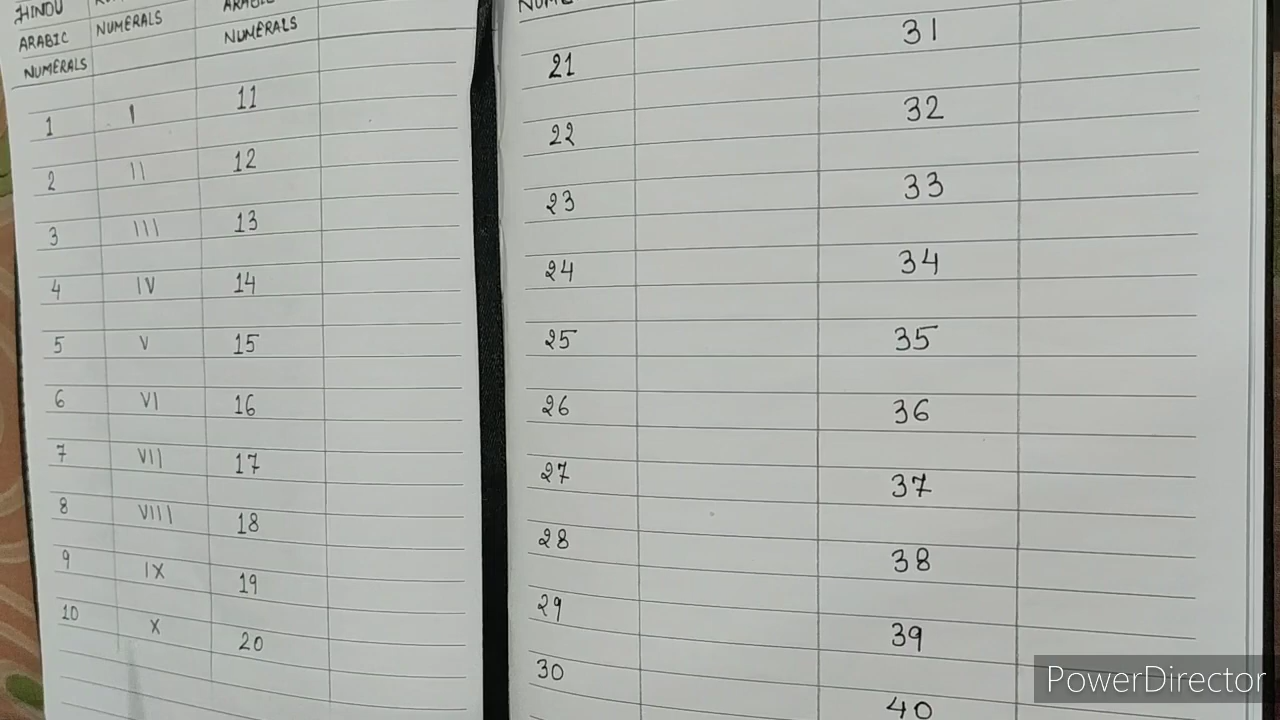 HINDU
ARABIC NUMERALS
NUMERALS NUMERALS
1 I 11
2 II 12
3 III 13
4 IV 14
5 V 15
6 VI 16
7 VII 17
8 VIII 18
9 IX 19
10 X 20
31
21
32
22
33
23
34
24
25 35
26 36
27 37
28 38
29 39
30 40
PowerDirector